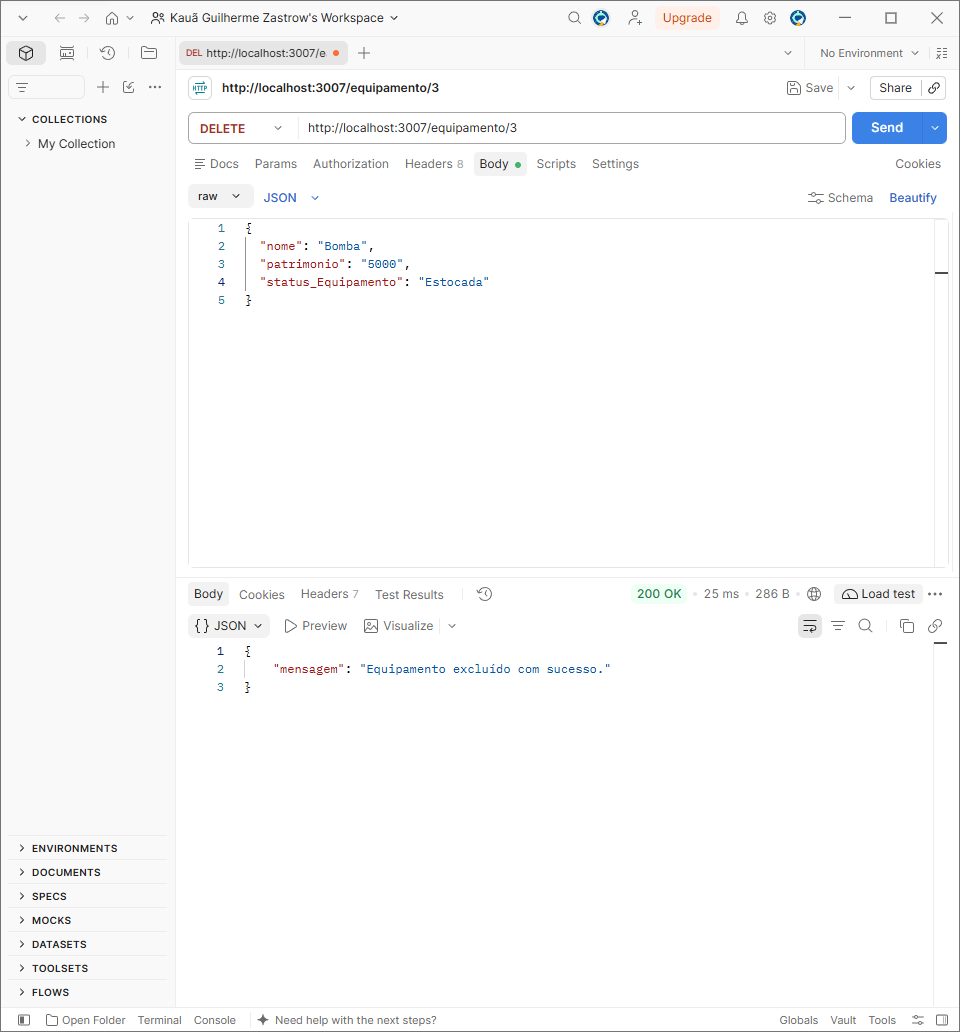 Kauã Guilherme Zastrow's Workspace
Upgrade
DEL http://localhost:3007/e
No Environment
HTTP http://localhost:3007/equipamento/3
Save
Share
COLLECTIONS
My Collection
DELETE http://localhost:3007/equipamento/3
Send
Docs Params Authorization Headers 8 Body Scripts Settings Cookies
raw JSON Schema Beautify
1 {
2 "nome": "Bomba",
3 "patrimonio": "5000",
4 "status_Equipamento": "Estocada"
5 }
Body Cookies Headers 7 Test Results 200 OK 25 ms 286 B Load test
{ } JSON Preview Visualize
1 {
2 "mensagem": "Equipamento excluído com sucesso."
3 }
ENVIRONMENTS
DOCUMENTS
SPECS
MOCKS
DATASETS
TOOLSETS
FLOWS
Open Folder Terminal Console Need help with the next steps? Globals Vault Tools